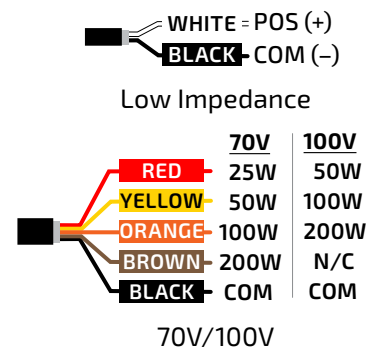 WHITE = POS (+)
BLACK - COM (–)
Low Impedance
70V 100V
RED - 25W 50W
YELLOW - 50W 100W
ORANGE - 100W 200W
BROWN - 200W N/C
BLACK - COM COM
70V/100V